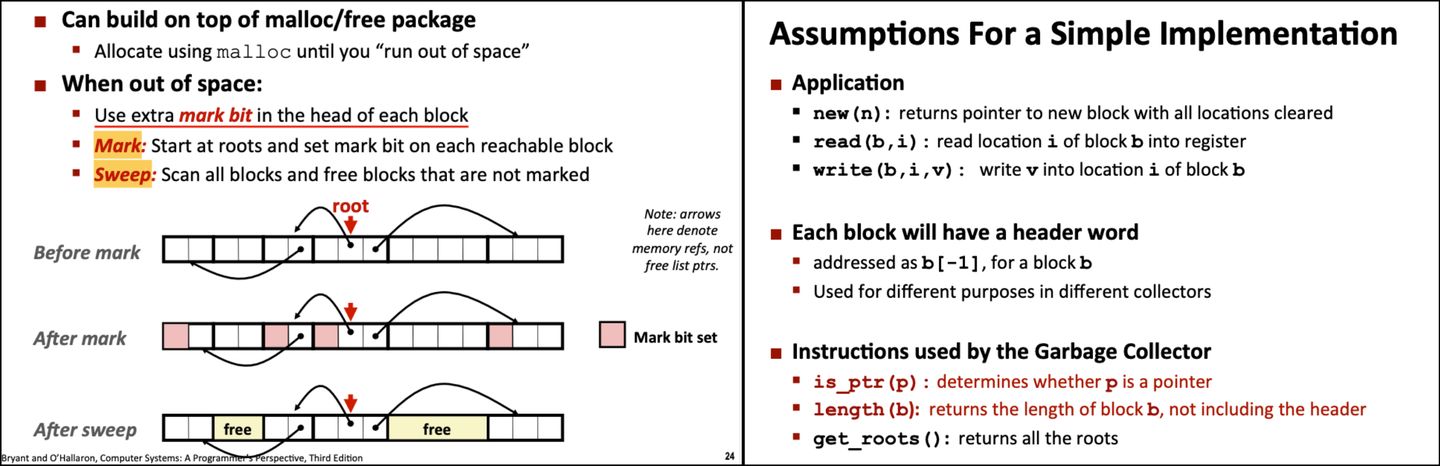 Can build on top of malloc/free package
Allocate using malloc until you “run out of space”
When out of space:
Use extra mark bit in the head of each block
Mark: Start at roots and set mark bit on each reachable block
Sweep: Scan all blocks and free blocks that are not marked
root
Note: arrows
here denote
memory refs, not
free list ptrs.
Before mark
After mark
Mark bit set
After sweep
free
free
Bryant and O’Hallaron, Computer Systems: A Programmer’s Perspective, Third Edition
24
Assumptions For a Simple Implementation
Application
new(n): returns pointer to new block with all locations cleared
read(b,i): read location i of block b into register
write(b,i,v): write v into location i of block b
Each block will have a header word
addressed as b[-1], for a block b
Used for different purposes in different collectors
Instructions used by the Garbage Collector
is_ptr(p): determines whether p is a pointer
length(b): returns the length of block b, not including the header
get_roots(): returns all the roots